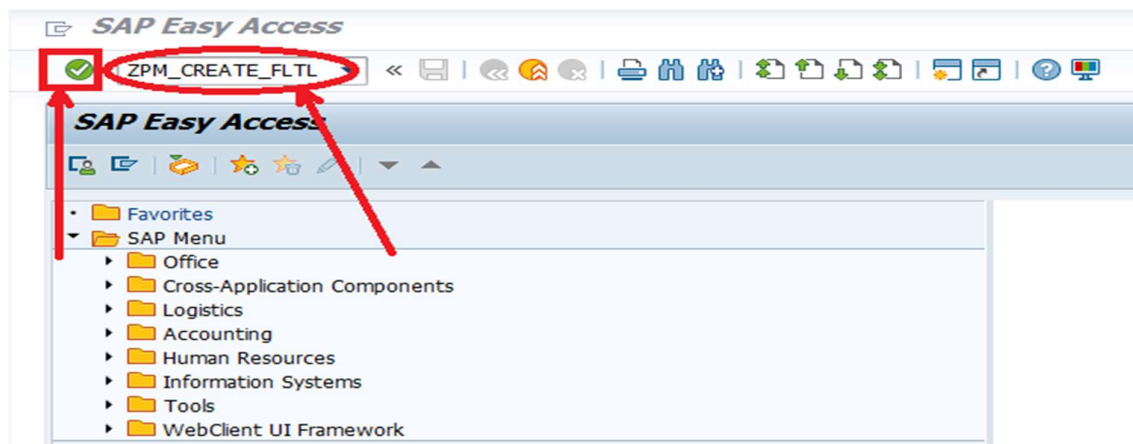 SAP Easy Access
ZPM_CREATE_FLTL
SAP Easy Access
Favorites
SAP Menu
Office
Cross-Application Components
Logistics
Accounting
Human Resources
Information Systems
Tools
WebClient UI Framework